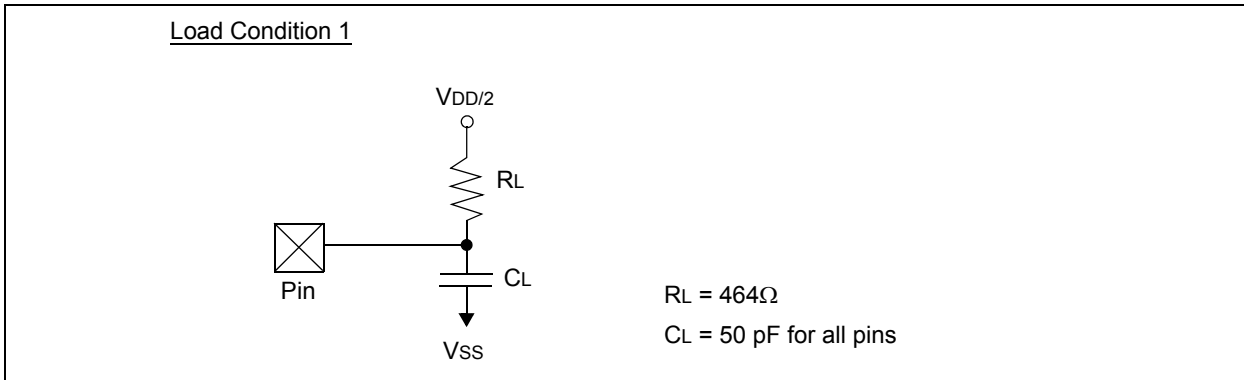 Load Condition 1
VDD/2
RL
CL
Pin
VSS
RL = 464Ω
CL = 50 pF for all pins